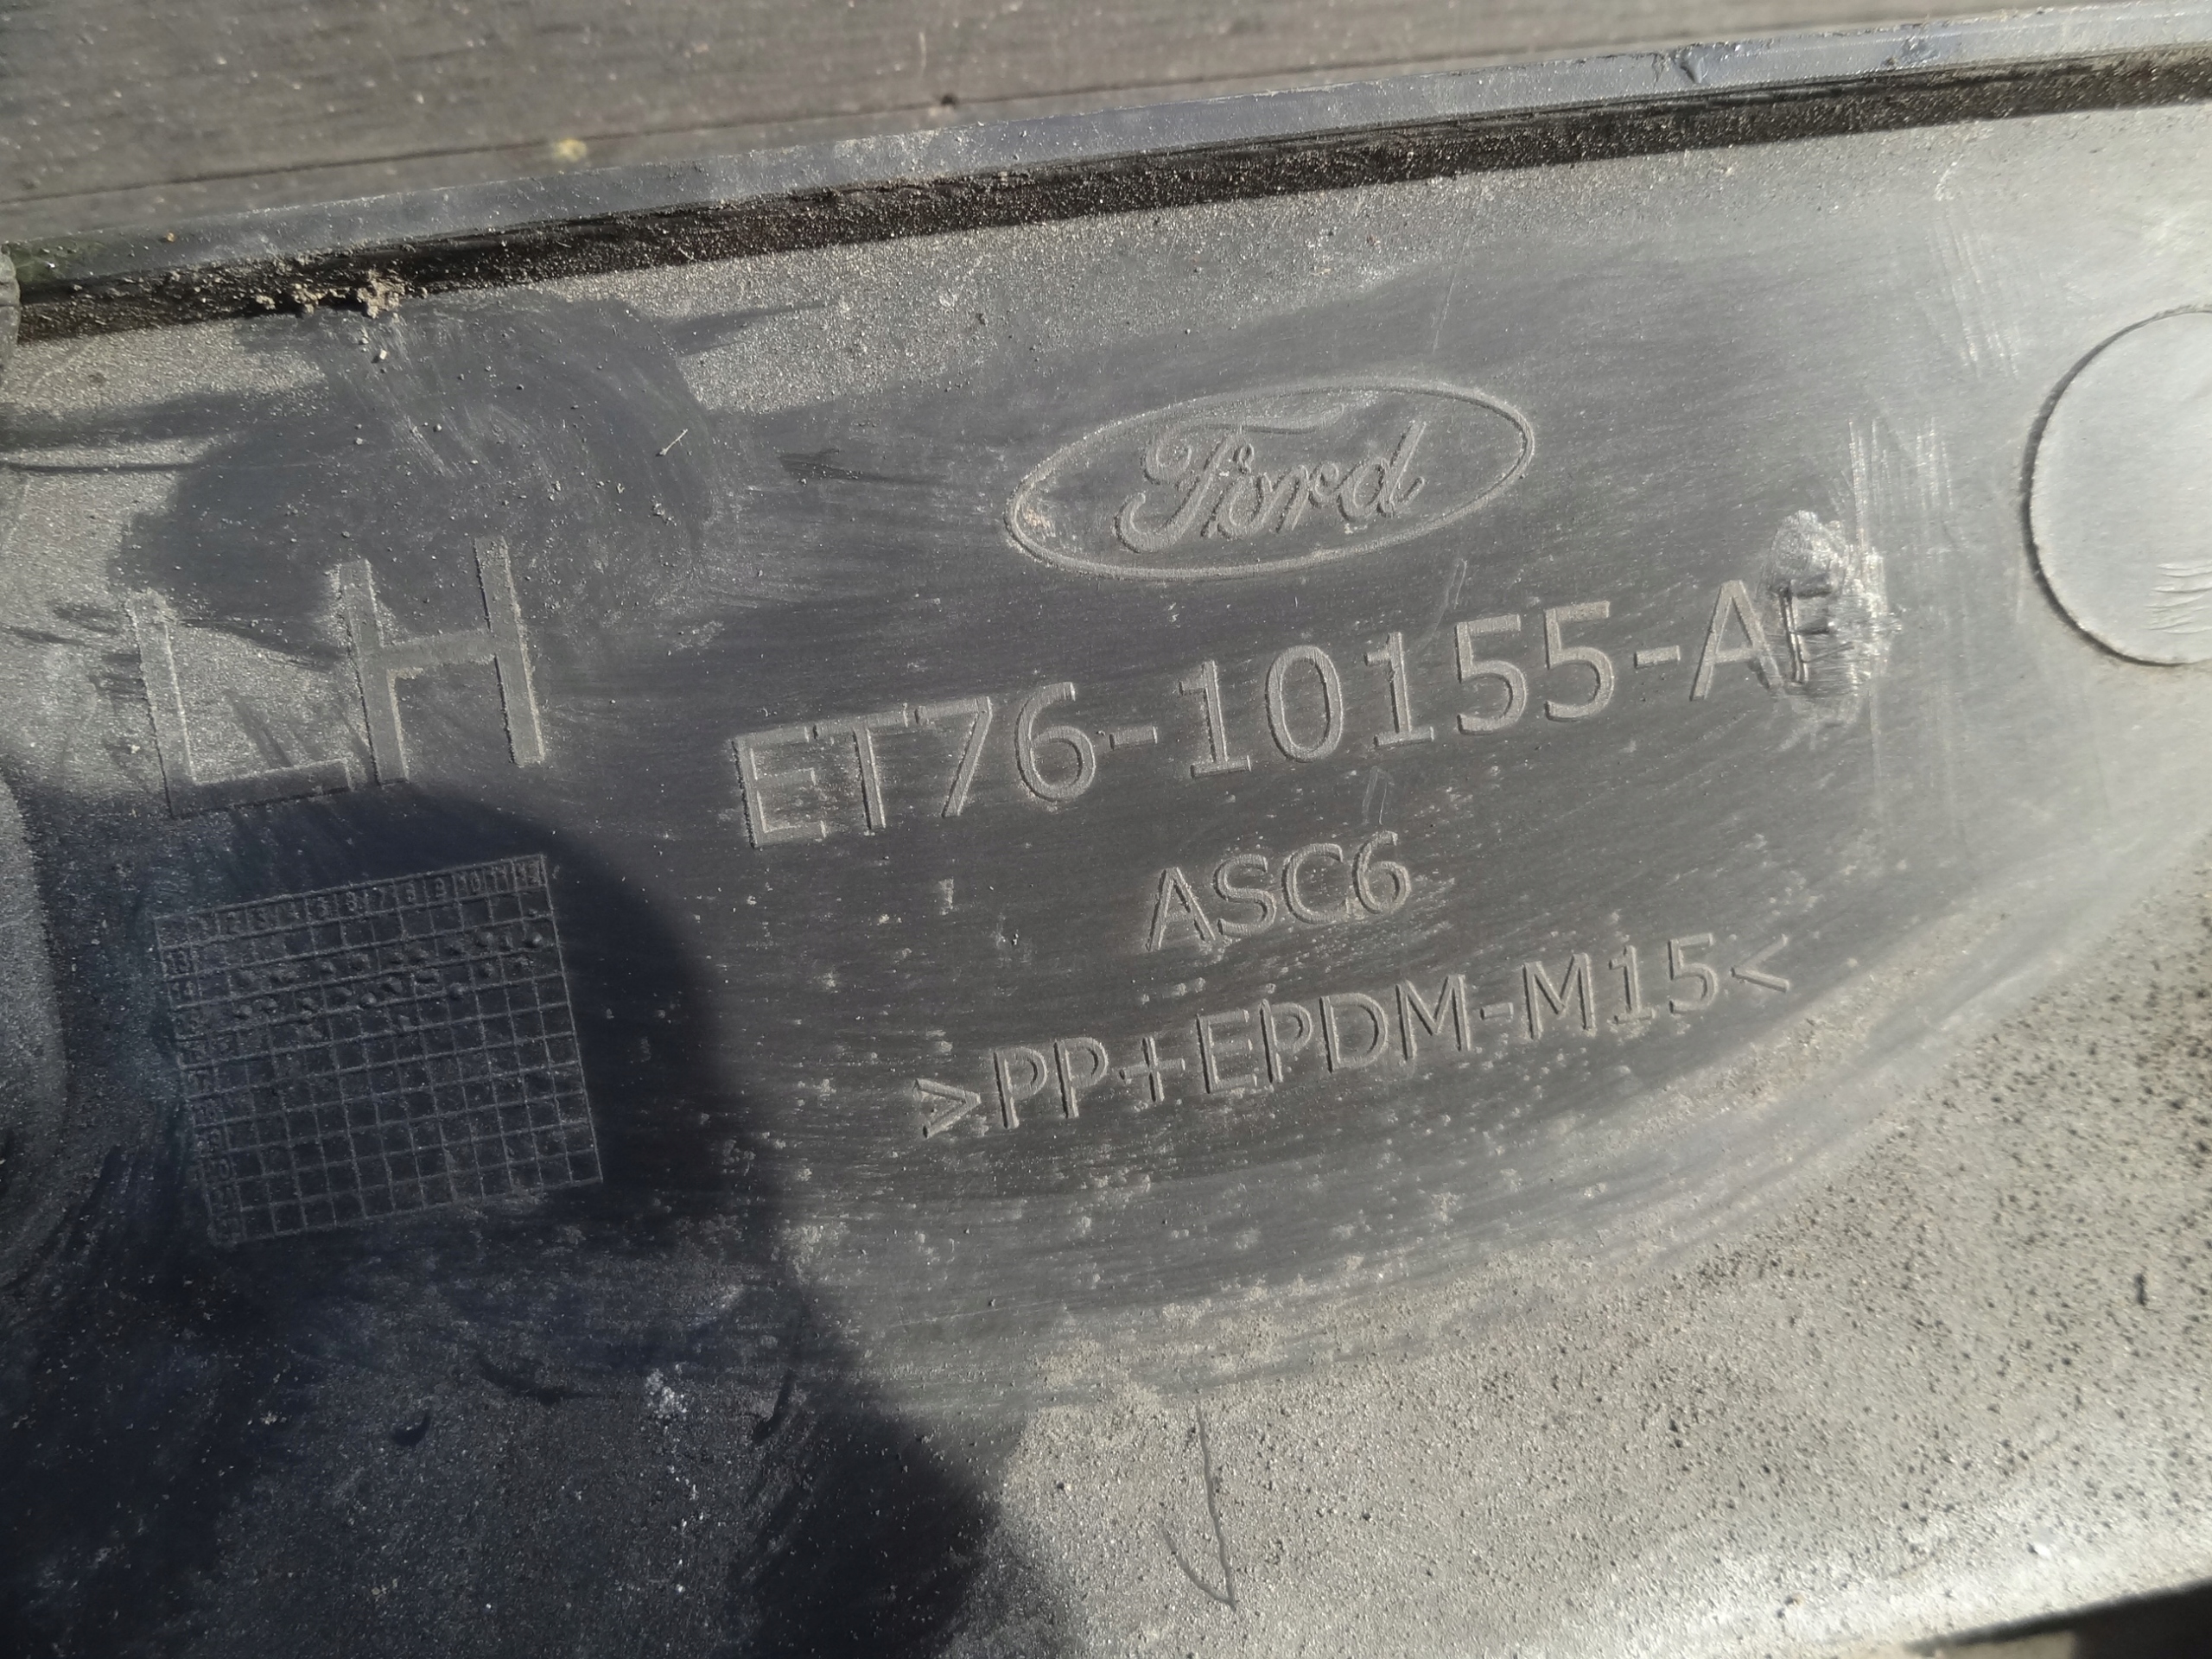 Ford
LH
ET76-10155-A
ASC6
>PP+EPDM-M15<